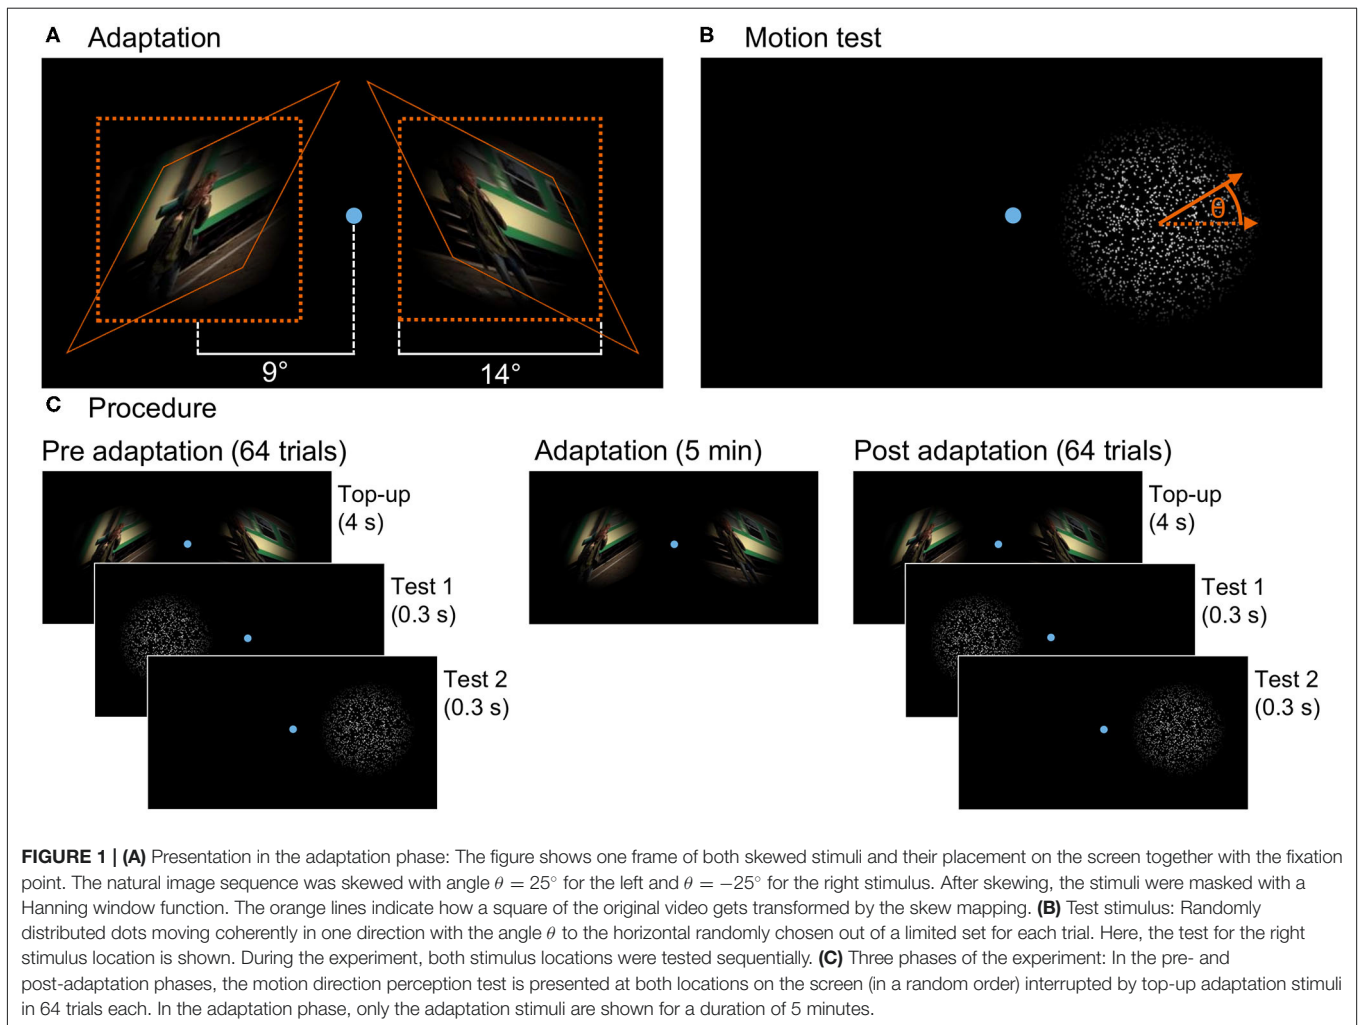 A Adaptation
B Motion test
θ
9°
14°
C Procedure
Pre adaptation (64 trials)
Adaptation (5 min)
Post adaptation (64 trials)
Top-up
(4 s)
Test 1
(0.3 s)
Test 2
(0.3 s)
Top-up
(4 s)
Test 1
(0.3 s)
Test 2
(0.3 s)
FIGURE 1 | (A) Presentation in the adaptation phase: The figure shows one frame of both skewed stimuli and their placement on the screen together with the fixation
point. The natural image sequence was skewed with angle θ = 25° for the left and θ = −25° for the right stimulus. After skewing, the stimuli were masked with a
Hanning window function. The orange lines indicate how a square of the original video gets transformed by the skew mapping. (B) Test stimulus: Randomly
distributed dots moving coherently in one direction with the angle θ to the horizontal randomly chosen out of a limited set for each trial. Here, the test for the right
stimulus location is shown. During the experiment, both stimulus locations were tested sequentially. (C) Three phases of the experiment: In the pre- and
post-adaptation phases, the motion direction perception test is presented at both locations on the screen (in a random order) interrupted by top-up adaptation stimuli
in 64 trials each. In the adaptation phase, only the adaptation stimuli are shown for a duration of 5 minutes.